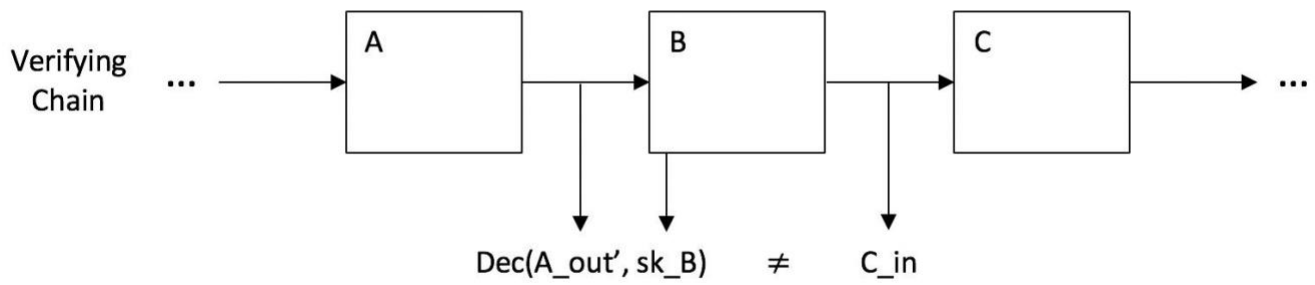 A B C
Verifying
Chain ... ...
Dec(A_out’, sk_B) ≠ C_in